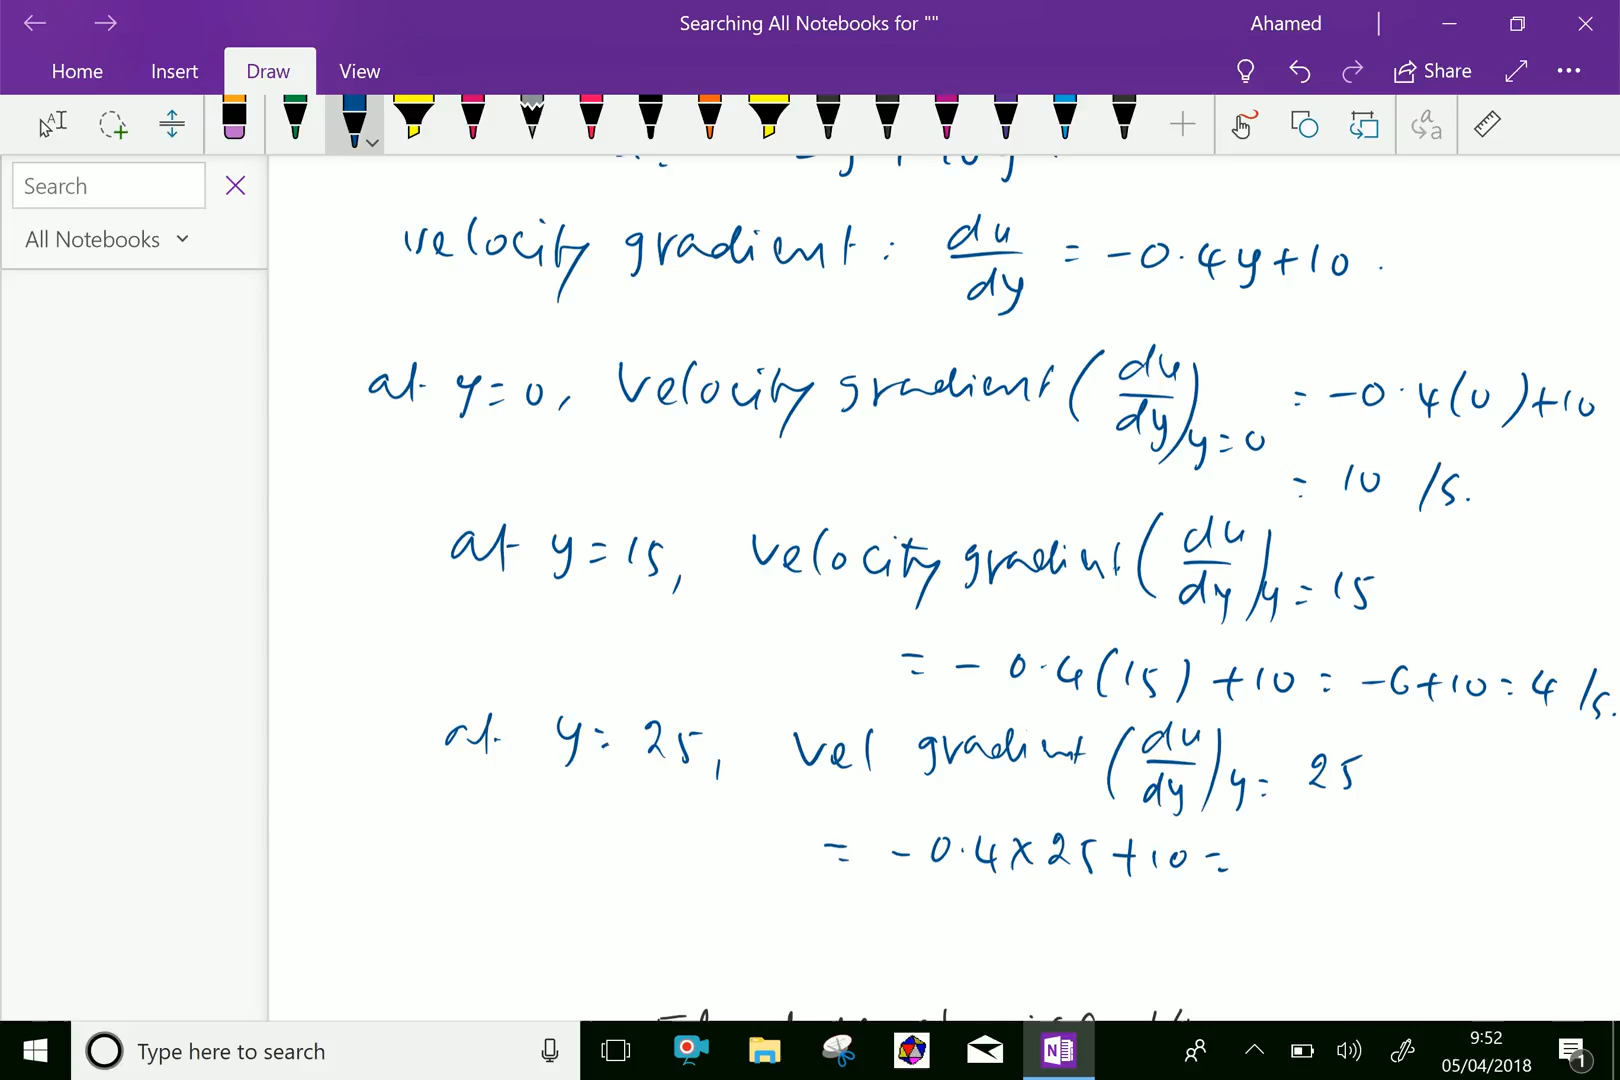 Searching All Notebooks for ""
Ahamed
Home
Insert
Draw
View
Share
Search
All Notebooks
velocity gradient : du/dy = -0.4y+10 .
at y=0, velocity gradient (du/dy)y=0 = -0.4(0)+10
= 10 /s.
at y=15, velocity gradient (du/dy)y=15
= -0.4(15)+10 = -6+10 = 4 /s.
at y=25, vel gradient (du/dy)y=25
= -0.4×25+10 =
Type here to search
9:52
05/04/2018
1